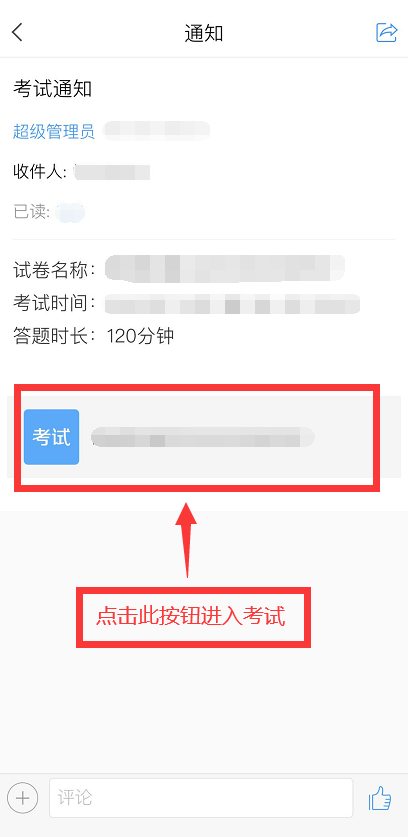 通知
考试通知
超级管理员
收件人:
已读:
试卷名称：
考试时间：
答题时长：120分钟
考试
点击此按钮进入考试
评论